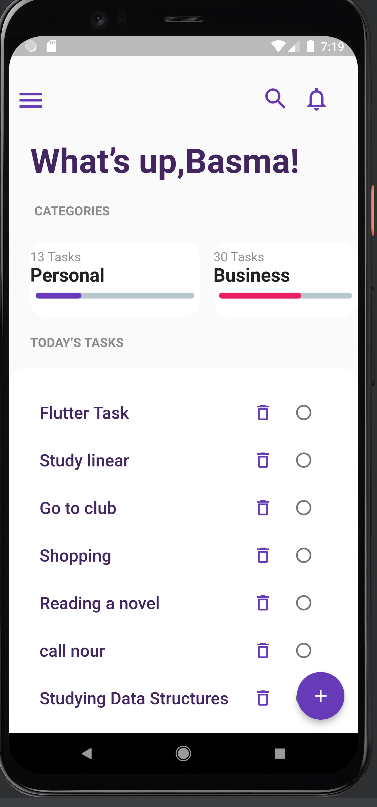 7:19
What's up,Basma!
CATEGORIES
13 Tasks
Personal
30 Tasks
Business
TODAY'S TASKS
Flutter Task
Study linear
Go to club
Shopping
Reading a novel
call nour
Studying Data Structures